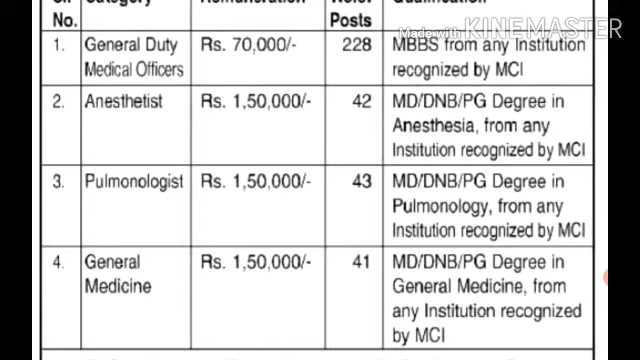 Sl. Category Remuneration No.of Qualification
No. Posts
Made with KINEMASTER
1. General Duty Rs. 70,000/- 228 MBBS from any Institution
Medical Officers recognized by MCI
2. Anesthetist Rs. 1,50,000/- 42 MD/DNB/PG Degree in
Anesthesia, from any
Institution recognized by MCI
3. Pulmonologist Rs. 1,50,000/- 43 MD/DNB/PG Degree in
Pulmonology, from any
Institution recognized by MCI
4. General Rs. 1,50,000/- 41 MD/DNB/PG Degree in
Medicine General Medicine, from
any Institution recognized
by MCI